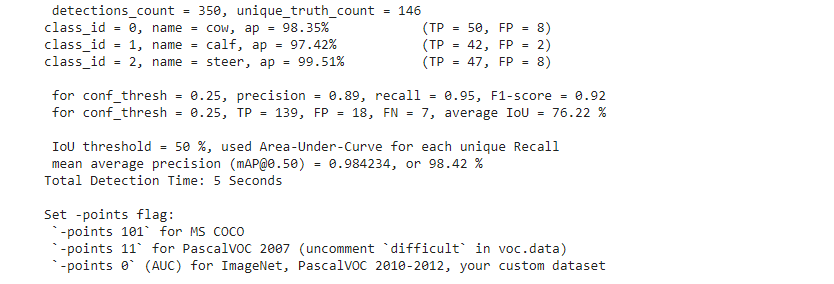 detections_count = 350, unique_truth_count = 146
class_id = 0, name = cow, ap = 98.35% (TP = 50, FP = 8)
class_id = 1, name = calf, ap = 97.42% (TP = 42, FP = 2)
class_id = 2, name = steer, ap = 99.51% (TP = 47, FP = 8)
for conf_thresh = 0.25, precision = 0.89, recall = 0.95, F1-score = 0.92
for conf_thresh = 0.25, TP = 139, FP = 18, FN = 7, average IoU = 76.22 %
IoU threshold = 50 %, used Area-Under-Curve for each unique Recall
mean average precision (mAP@0.50) = 0.984234, or 98.42 %
Total Detection Time: 5 Seconds
Set -points flag:
`-points 101` for MS COCO
`-points 11` for PascalVOC 2007 (uncomment `difficult` in voc.data)
`-points 0` (AUC) for ImageNet, PascalVOC 2010-2012, your custom dataset